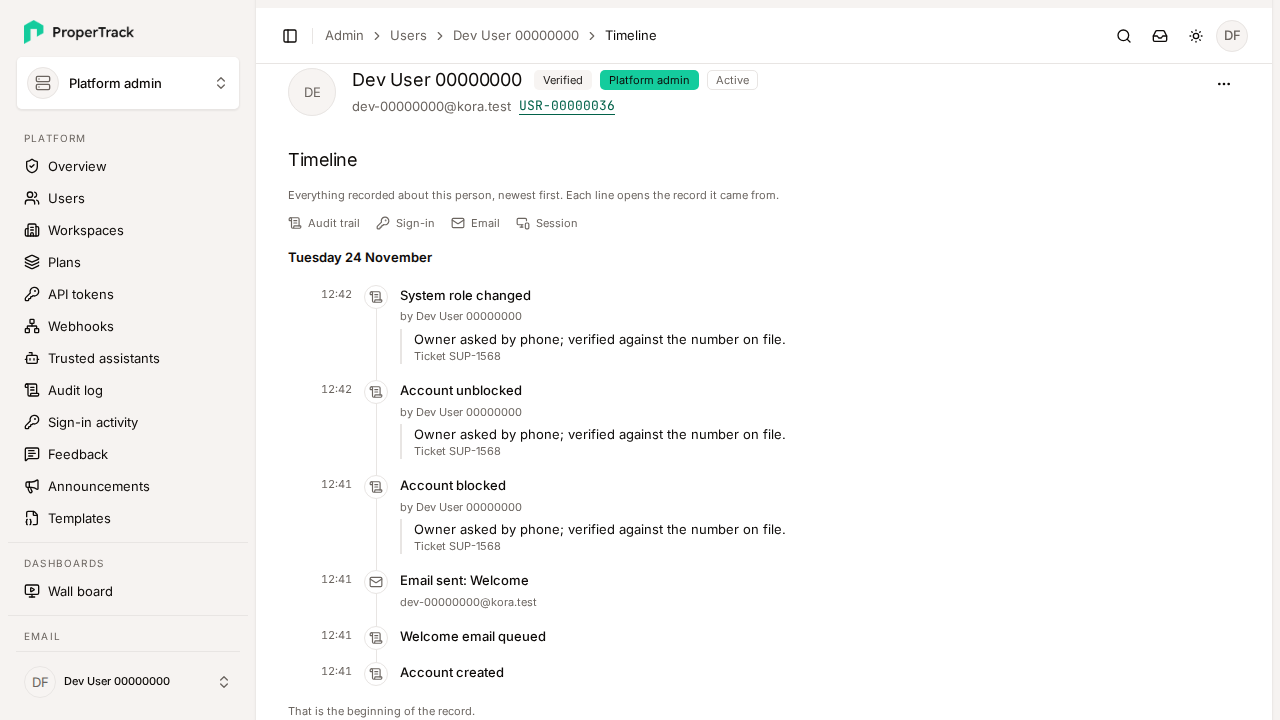 ProperTrack
Platform admin
PLATFORM
Overview
Users
Workspaces
Plans
API tokens
Webhooks
Trusted assistants
Audit log
Sign-in activity
Feedback
Announcements
Templates
DASHBOARDS
Wall board
EMAIL
DF Dev User 00000000
Admin > Users > Dev User 00000000 > Timeline
DF
DE
Dev User 00000000 Verified Platform admin Active
dev-00000000@kora.test USR-00000036
Timeline
Everything recorded about this person, newest first. Each line opens the record it came from.
Audit trail Sign-in Email Session
Tuesday 24 November
12:42 System role changed
by Dev User 00000000
Owner asked by phone; verified against the number on file.
Ticket SUP-1568
12:42 Account unblocked
by Dev User 00000000
Owner asked by phone; verified against the number on file.
Ticket SUP-1568
12:41 Account blocked
by Dev User 00000000
Owner asked by phone; verified against the number on file.
Ticket SUP-1568
12:41 Email sent: Welcome
dev-00000000@kora.test
12:41 Welcome email queued
12:41 Account created
That is the beginning of the record.